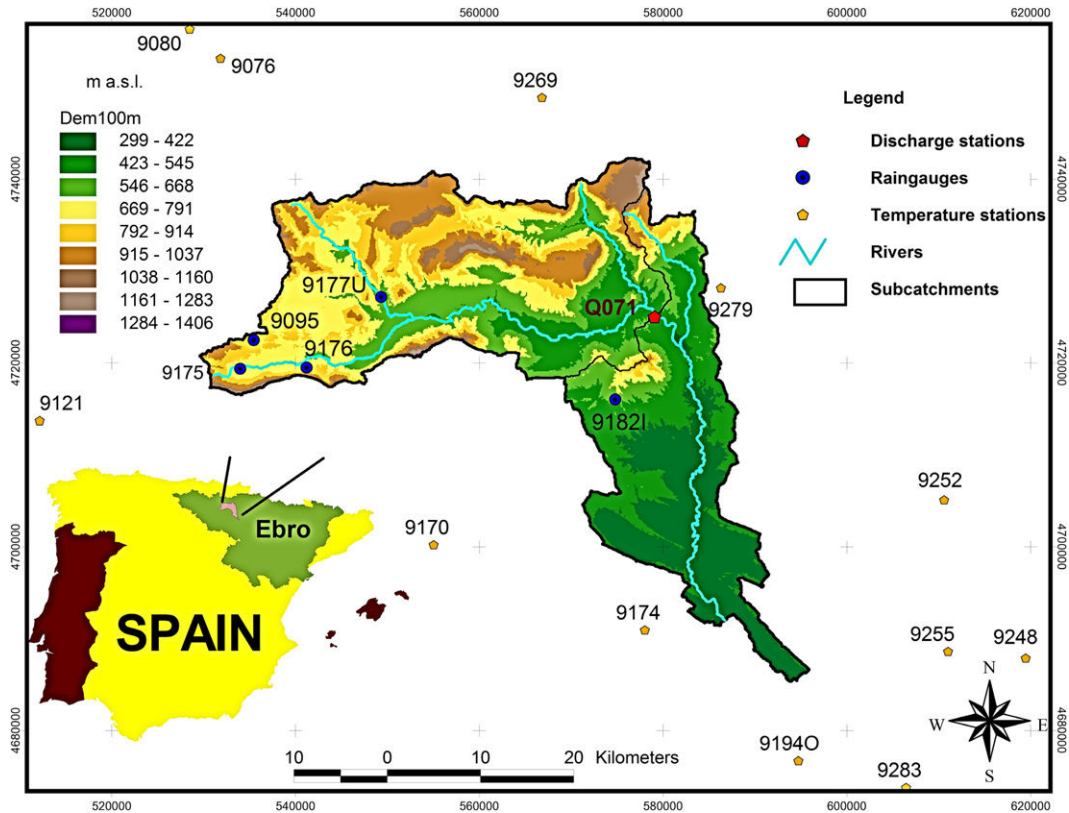 520000 540000 560000 580000 600000 620000
9080
9076
9269
m a.s.l.
Dem100m
299 - 422
423 - 545
546 - 668
669 - 791
792 - 914
915 - 1037
1038 - 1160
1161 - 1283
1284 - 1406
Legend
Discharge stations
Raingauges
Temperature stations
Rivers
Subcatchments
4740000 4740000
9177U
9095
9176
9175
Q071
9279
4720000 4720000
9182I
9121
9252
9170
4700000 4700000
Ebro
SPAIN
9174
9255
9248
N
W E
S
4680000 4680000
9194O
9283
10 0 10 20 Kilometers
520000 540000 560000 580000 600000 620000